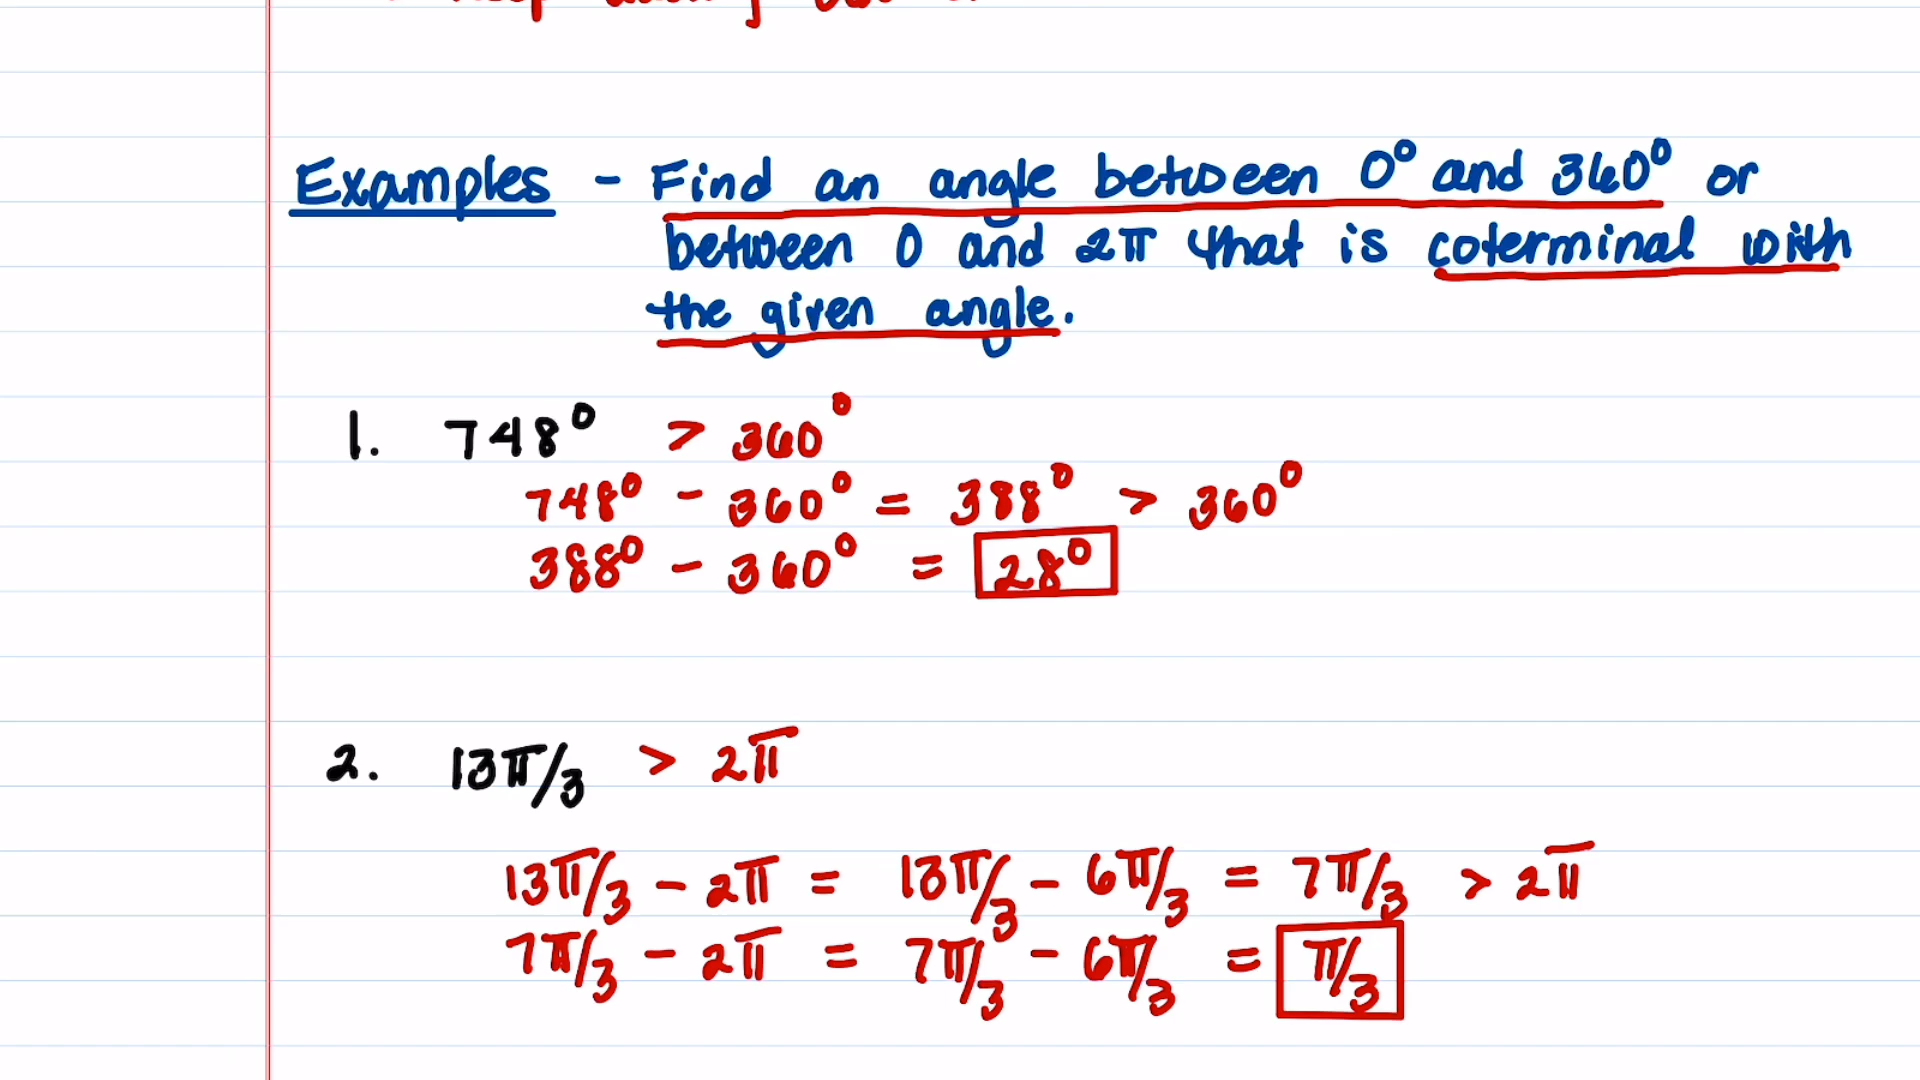 Examples - Find an angle between 0° and 360° or
between 0 and 2π that is coterminal with
the given angle.
1. 748° > 360°
748° - 360° = 388° > 360°
388° - 360° = 28°
2. 13π/3 > 2π
13π/3 - 2π = 13π/3 - 6π/3 = 7π/3 > 2π
7π/3 - 2π = 7π/3 - 6π/3 = π/3